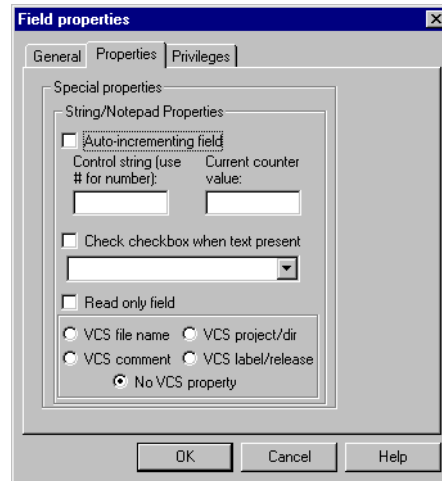 Field properties
General Properties Privileges
Special properties
String/Notepad Properties
Auto-incrementing field
Control string (use Current counter
# for number): value:
Check checkbox when text present
Read only field
VCS file name VCS project/dir
VCS comment VCS label/release
No VCS property
OK Cancel Help